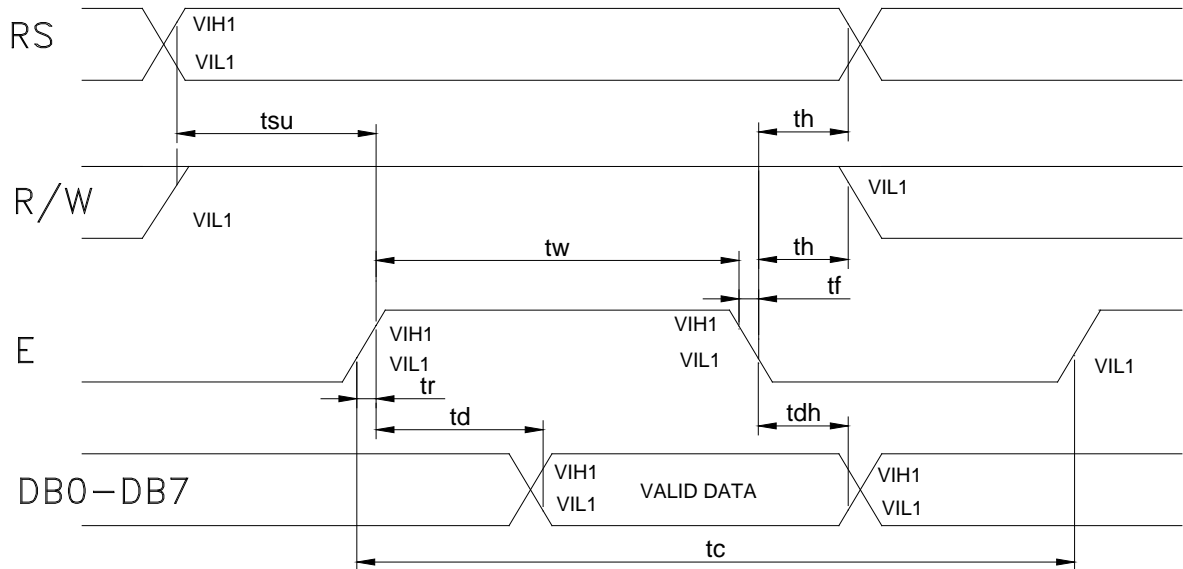 RS
VIH1
VIL1
tsu
th
R/W
VIL1
VIL1
tw
th
tf
E
VIH1
VIL1
VIH1
VIL1
VIL1
tr
td
tdh
DB0-DB7
VIH1
VIL1
VALID DATA
VIH1
VIL1
tc